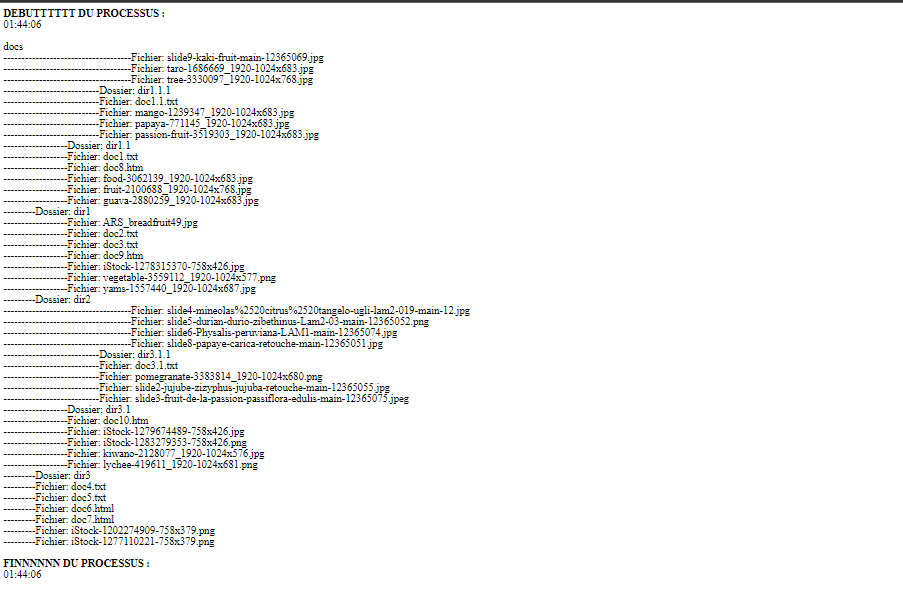 DEBUTTTTTT DU PROCESSUS :
01:44:06
docs
------------------------------------Fichier: slide9-kaki-fruit-main-12365069.jpg
------------------------------------Fichier: taro-1686669_1920-1024x683.jpg
------------------------------------Fichier: tree-3330097_1920-1024x768.jpg
---------------------------Dossier: dir1.1.1
---------------------------Fichier: doc1.1.txt
---------------------------Fichier: mango-1239347_1920-1024x683.jpg
---------------------------Fichier: papaya-771145_1920-1024x683.jpg
---------------------------Fichier: passion-fruit-3519303_1920-1024x683.jpg
------------------Dossier: dir1.1
------------------Fichier: doc1.txt
------------------Fichier: doc8.htm
------------------Fichier: food-3062139_1920-1024x683.jpg
------------------Fichier: fruit-2100688_1920-1024x768.jpg
------------------Fichier: guava-2880259_1920-1024x683.jpg
---------Dossier: dir1
------------------Fichier: ARS_breadfruit49.jpg
------------------Fichier: doc2.txt
------------------Fichier: doc3.txt
------------------Fichier: doc9.htm
------------------Fichier: iStock-1278315370-758x426.jpg
------------------Fichier: vegetable-3559112_1920-1024x577.png
------------------Fichier: yams-1557440_1920-1024x687.jpg
---------Dossier: dir2
------------------------------------Fichier: slide4-mineolas%2520citrus%2520tangelo-ugli-lam2-019-main-12.jpg
------------------------------------Fichier: slide5-durian-durio-zibethinus-Lam2-03-main-12365052.png
------------------------------------Fichier: slide6-Physalis-peruviana-LAM1-main-12365074.jpg
------------------------------------Fichier: slide8-papaye-carica-retouche-main-12365051.jpg
---------------------------Dossier: dir3.1.1
---------------------------Fichier: doc3.1.txt
---------------------------Fichier: pomegranate-3383814_1920-1024x680.png
---------------------------Fichier: slide2-jujube-zizyphus-jujuba-retouche-main-12365055.jpg
---------------------------Fichier: slide3-fruit-de-la-passion-passiflora-edulis-main-12365075.jpeg
------------------Dossier: dir3.1
------------------Fichier: doc10.htm
------------------Fichier: iStock-1279674489-758x426.jpg
------------------Fichier: iStock-1283279353-758x426.png
------------------Fichier: kiwano-2128077_1920-1024x576.jpg
------------------Fichier: lychee-419611_1920-1024x681.png
---------Dossier: dir3
---------Fichier: doc4.txt
---------Fichier: doc5.txt
---------Fichier: doc6.html
---------Fichier: doc7.html
---------Fichier: iStock-1202274909-758x379.png
---------Fichier: iStock-1277110221-758x379.png
FINNNNNN DU PROCESSUS :
01:44:06